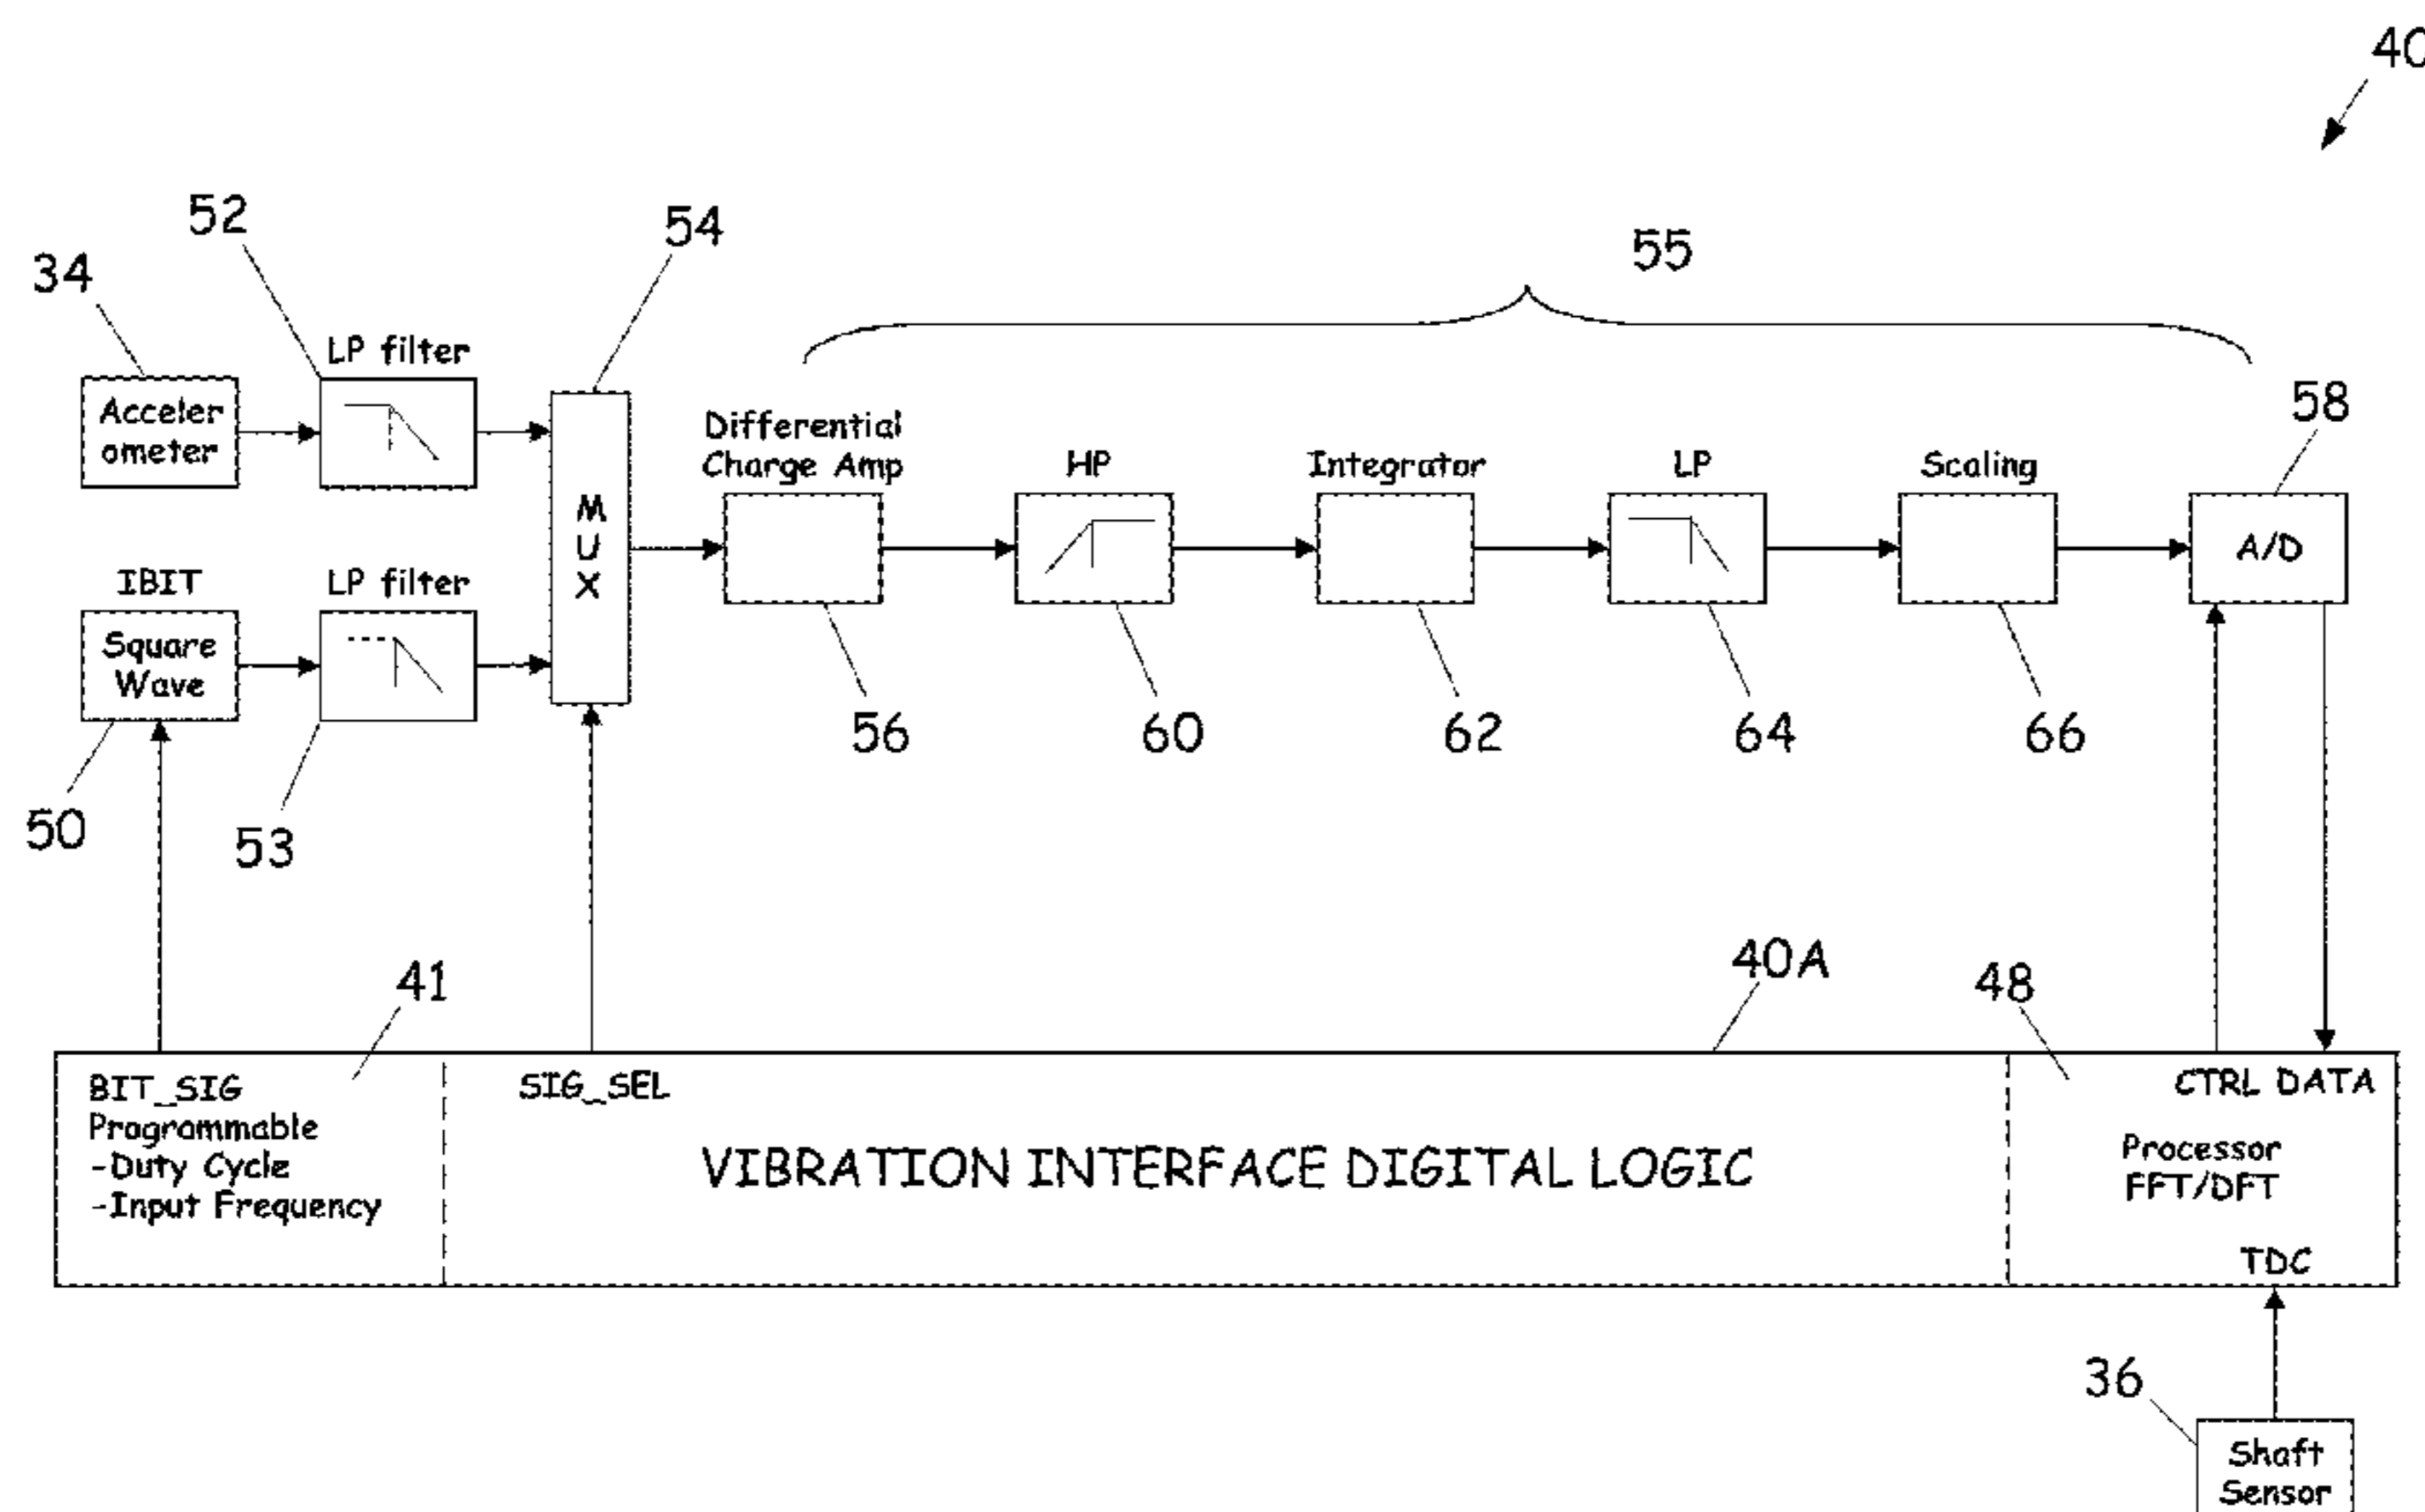 40
52
54
55
34
58
LP filter
Acceler
ometer
Differential
Charge Amp
HP
Integrator
LP
Scaling
M
U
X
A/D
IBIT
LP filter
Square
Wave
56
60
62
64
66
50
53
41
40A
48
BIT_SIG
Programmable
-Duty Cycle
-Input Frequency
SIG_SEL
VIBRATION INTERFACE DIGITAL LOGIC
CTRL DATA
Processor
FFT/DFT
TDC
36
Shaft
Sensor